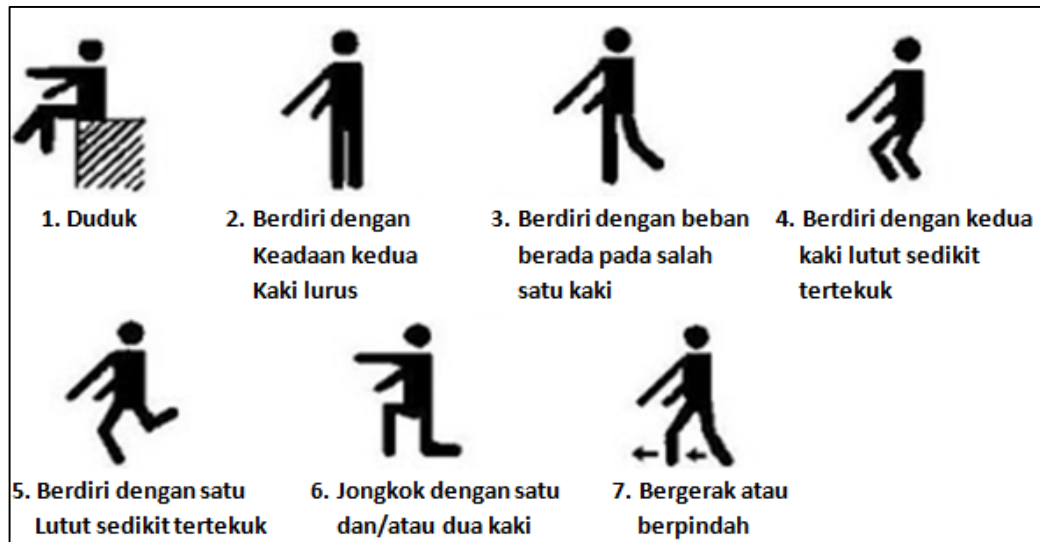 1. Duduk
2. Berdiri dengan
Keadaan kedua
Kaki lurus
3. Berdiri dengan beban
berada pada salah
satu kaki
4. Berdiri dengan kedua
kaki lutut sedikit
tertekuk
5. Berdiri dengan satu
Lutut sedikit tertekuk
6. Jongkok dengan satu
dan/atau dua kaki
7. Bergerak atau
berpindah